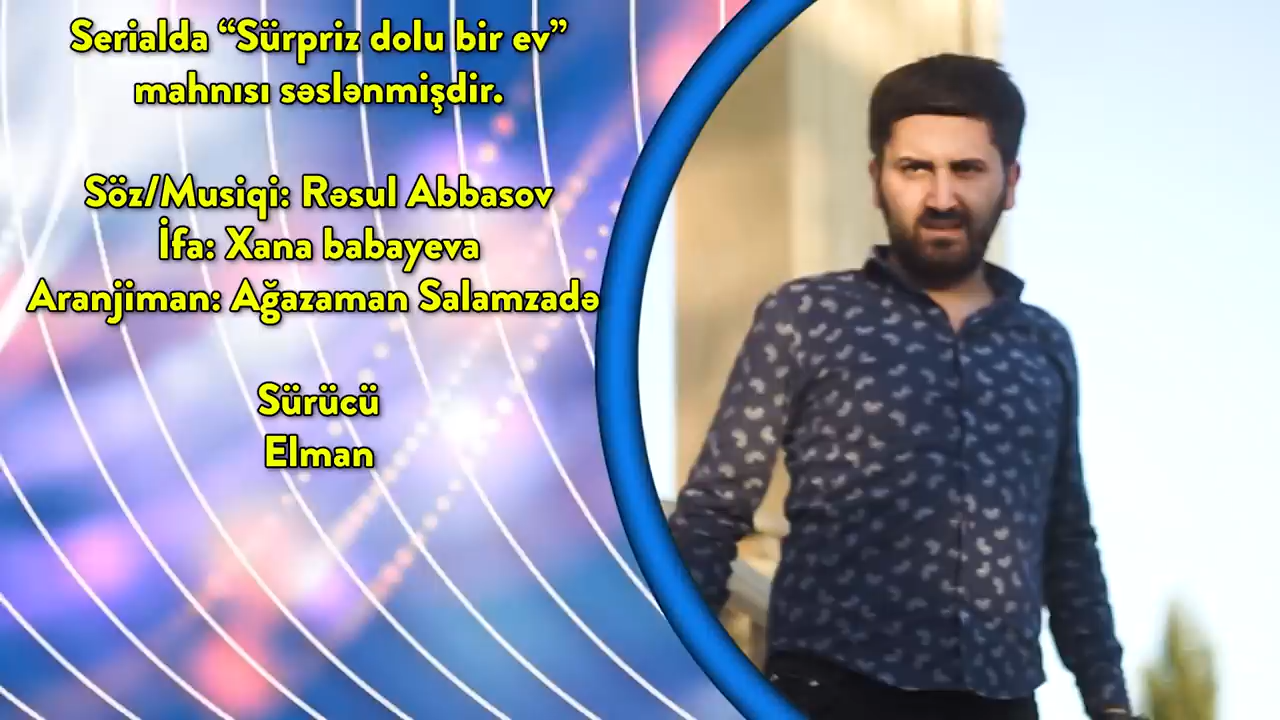 Serialda “Sürpriz dolu bir ev”
mahnısı səslənmişdir.
Söz/Musiqi: Rəsul Abbasov
İfa: Xana babayeva
Aranjiman: Ağazaman Salamzadə
Sürücü
Elman